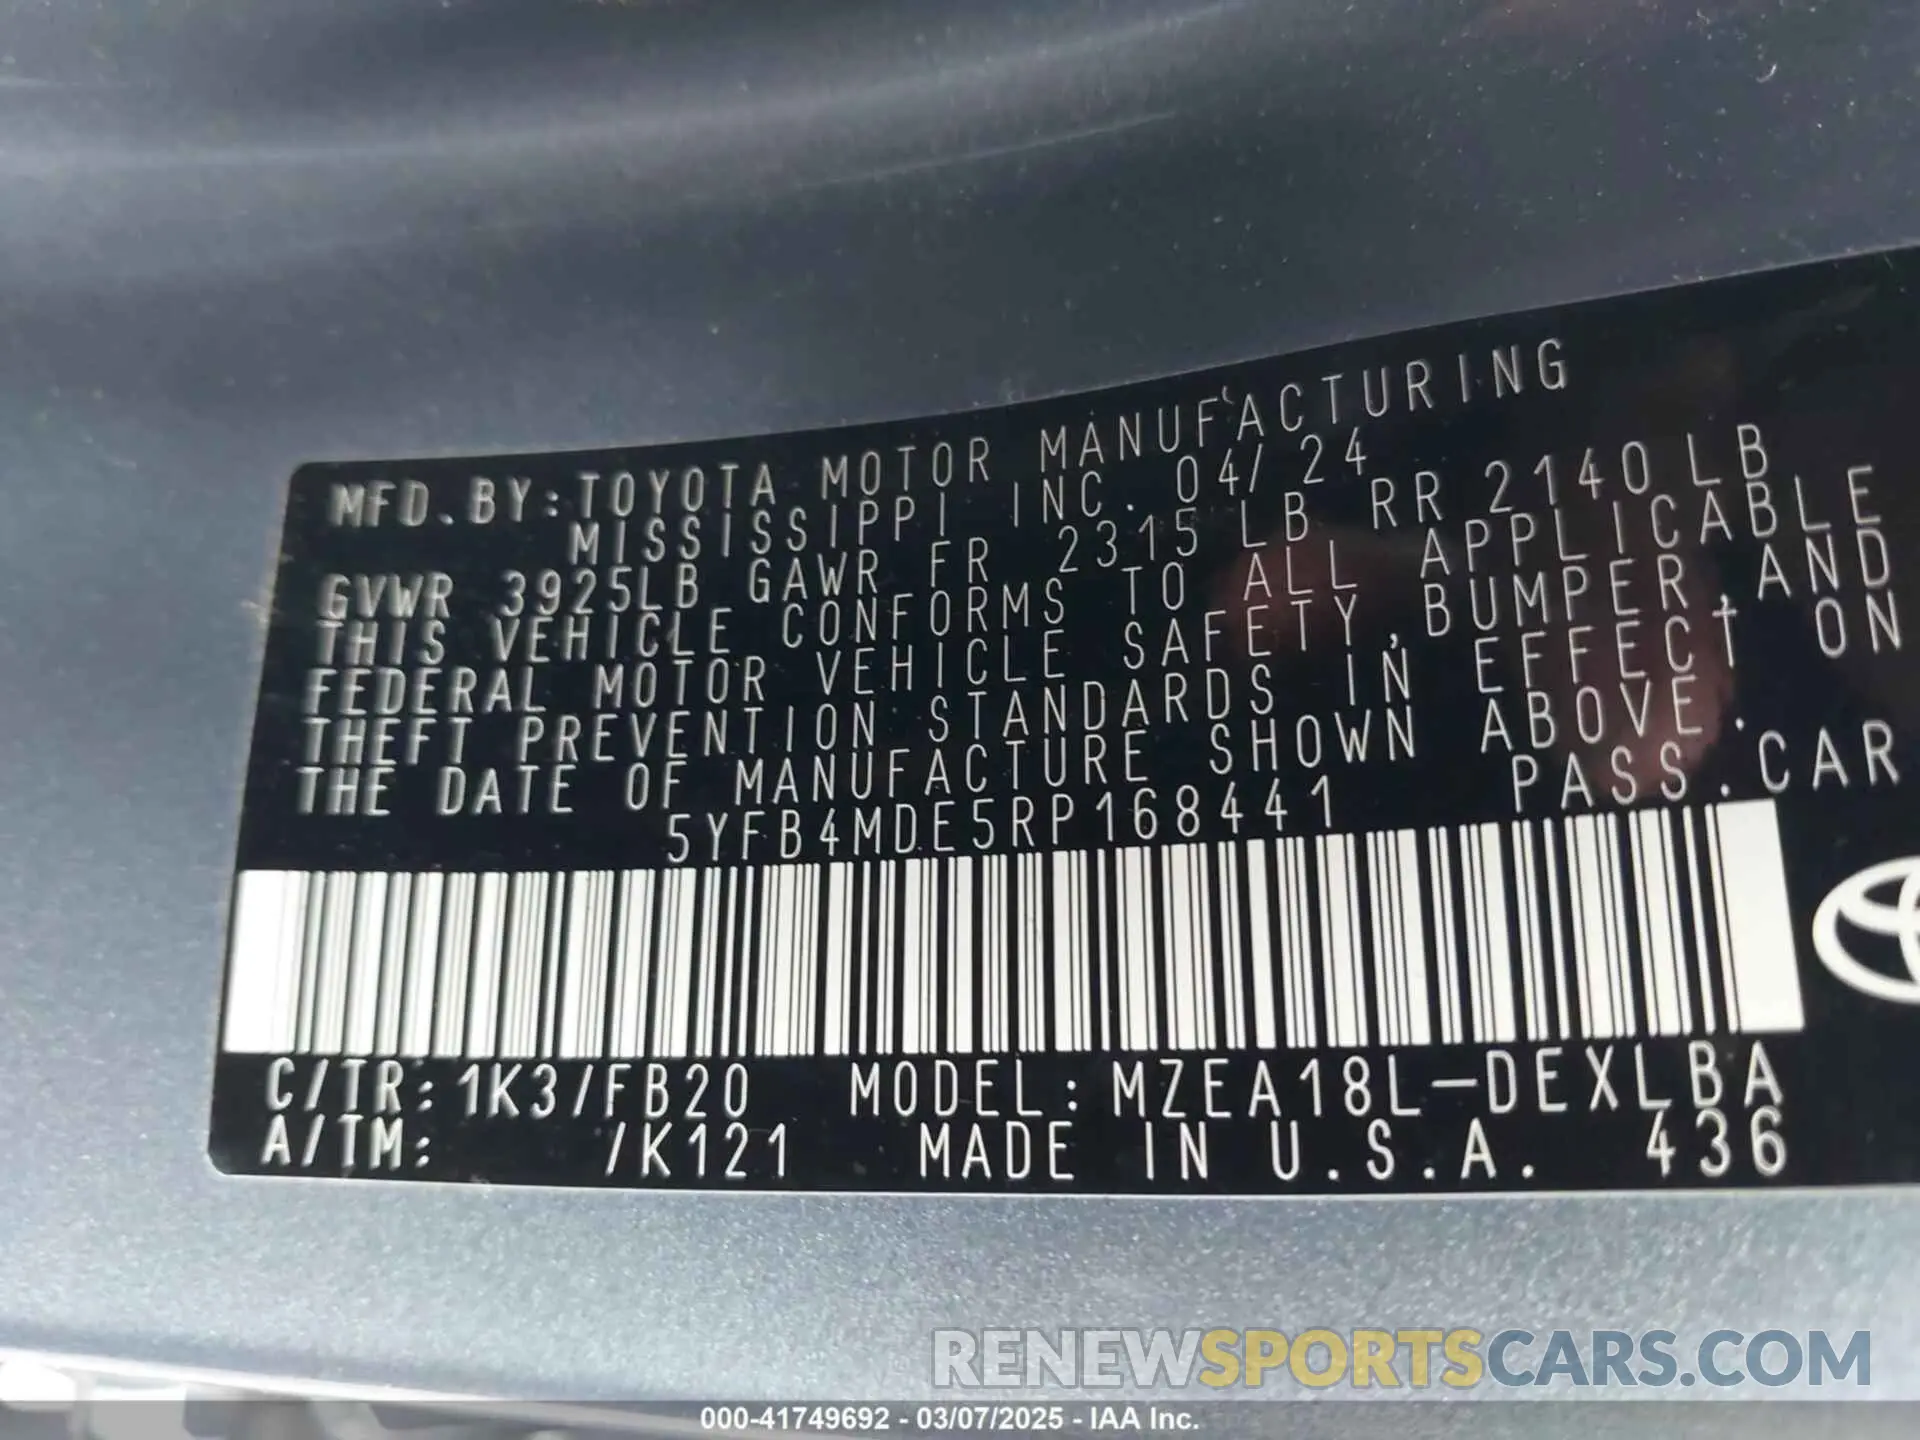 MFD. BY: TOYOTA MOTOR MANUFACTURING
MISSISSIPPI INC. 04/24
GVWR 3925LB GAWR FR 2315 LB RR 2140 LB
THIS VEHICLE CONFORMS TO ALL APPLICABLE
FEDERAL MOTOR VEHICLE SAFETY, BUMPER, AND
THEFT PREVENTION STANDARDS IN EFFECT ON
THE DATE OF MANUFACTURE SHOWN ABOVE.
5YFB4MDE5RP168441 PASS. CAR
C/TR: 1K3/FB20 MODEL: MZEA18L-DEXLBA
A/TM: /K121 MADE IN U.S.A. 436
RENEWSPORTSCARS.COM
000-41749692 - 03/07/2025 - IAA Inc.